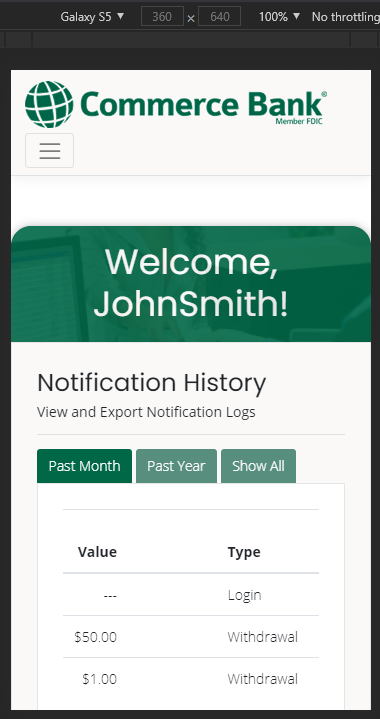 Galaxy S5 ▼ 360 × 640 100% ▼ No throttling
Commerce Bank®
Member FDIC
Welcome,
JohnSmith!
Notification History
View and Export Notification Logs
Past Month Past Year Show All
Value Type
--- Login
$50.00 Withdrawal
$1.00 Withdrawal